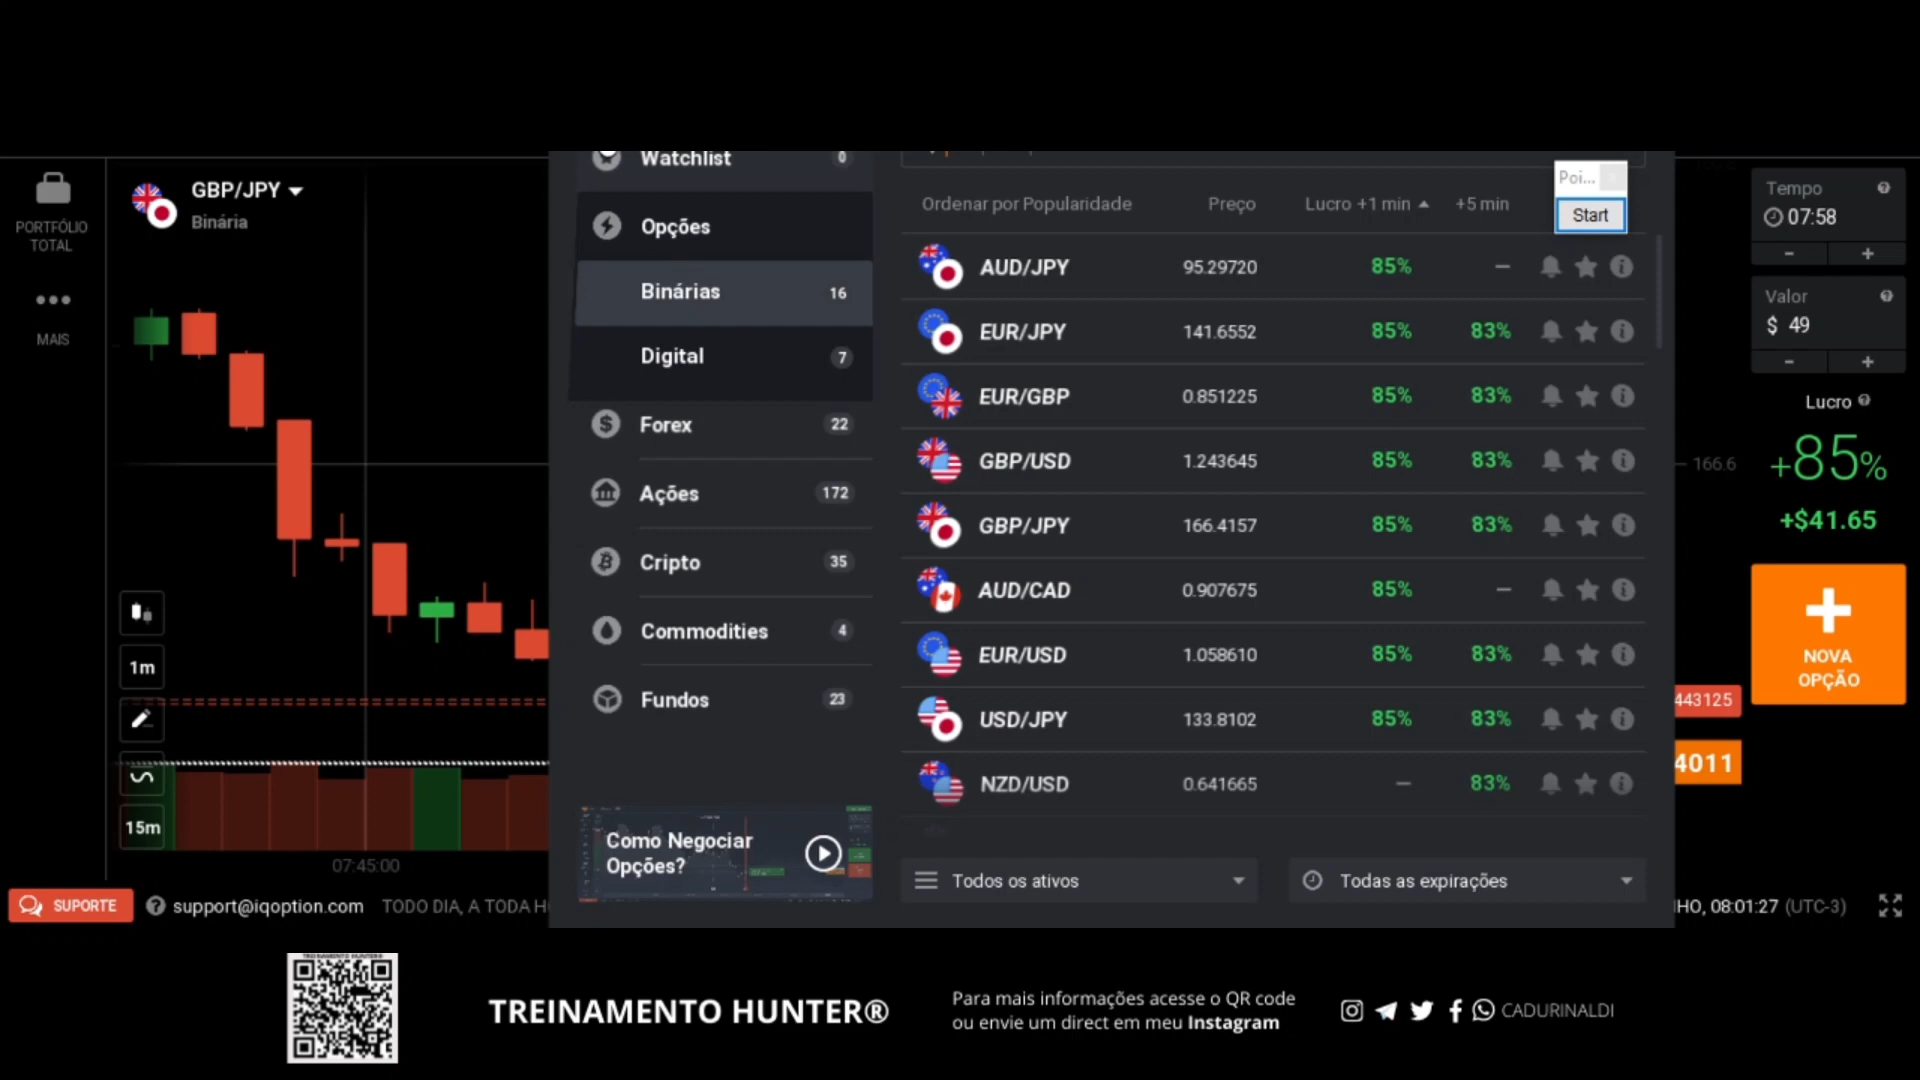 PORTFÓLIO
TOTAL
MAIS
GBP/JPY
Binária
1m
15m
07:45:00
Watchlist 0
Opções
Binárias 16
Digital 7
Forex 22
Ações 172
Cripto 35
Commodities 4
Fundos 23
Como Negociar
Opções?
Ordenar por Popularidade Preço Lucro +1 min +5 min
AUD/JPY 95.29720 85% –
EUR/JPY 141.6552 85% 83%
EUR/GBP 0.851225 85% 83%
GBP/USD 1.243645 85% 83%
GBP/JPY 166.4157 85% 83%
AUD/CAD 0.907675 85% –
EUR/USD 1.058610 85% 83%
USD/JPY 133.8102 85% 83%
NZD/USD 0.641665 – 83%
Todos os ativos
Todas as expirações
Poi...
Start
166.6
443125
4011
Tempo
07:58
- +
Valor
$ 49
- +
Lucro
+85%
+$41.65
NOVA
OPÇÃO
SUPORTE
support@iqoption.com TODO DIA, A TODA H
HO, 08:01:27 (UTC-3)
TREINAMENTO HUNTER®
TREINAMENTO HUNTER®
Para mais informações acesse o QR code
ou envie um direct em meu Instagram
CADURINALDI